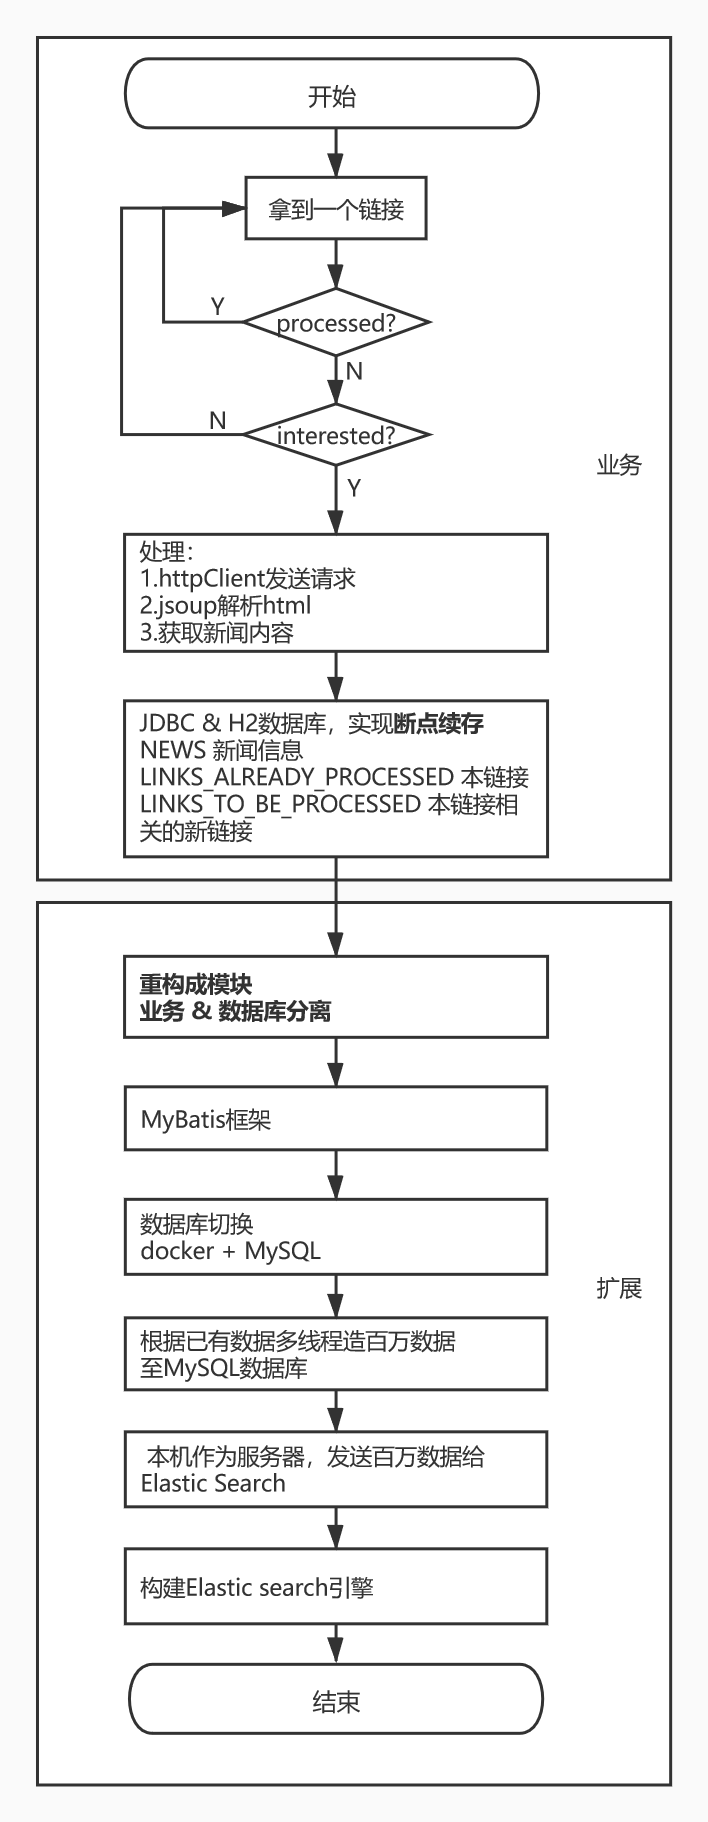 开始
拿到一个链接
Y
processed?
N
N
interested?
业务
Y
处理：
1.httpClient发送请求
2.jsoup解析html
3.获取新闻内容
JDBC & H2数据库，实现断点续存
NEWS 新闻信息
LINKS_ALREADY_PROCESSED 本链接
LINKS_TO_BE_PROCESSED 本链接相
关的新链接
重构成模块
业务 & 数据库分离
MyBatis框架
数据库切换
docker + MySQL
扩展
根据已有数据多线程造百万数据
至MySQL数据库
本机作为服务器，发送百万数据给
Elastic Search
构建Elastic search引擎
结束